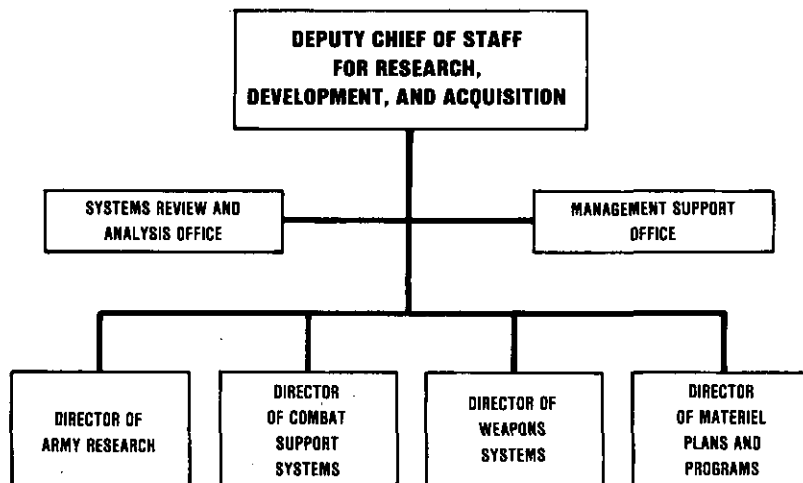 DEPUTY CHIEF OF STAFF
FOR RESEARCH,
DEVELOPMENT, AND ACQUISITION
SYSTEMS REVIEW AND
ANALYSIS OFFICE
MANAGEMENT SUPPORT
OFFICE
DIRECTOR OF
ARMY RESEARCH
DIRECTOR
OF COMBAT
SUPPORT
SYSTEMS
DIRECTOR OF
WEAPONS
SYSTEMS
DIRECTOR
OF MATERIEL
PLANS AND
PROGRAMS